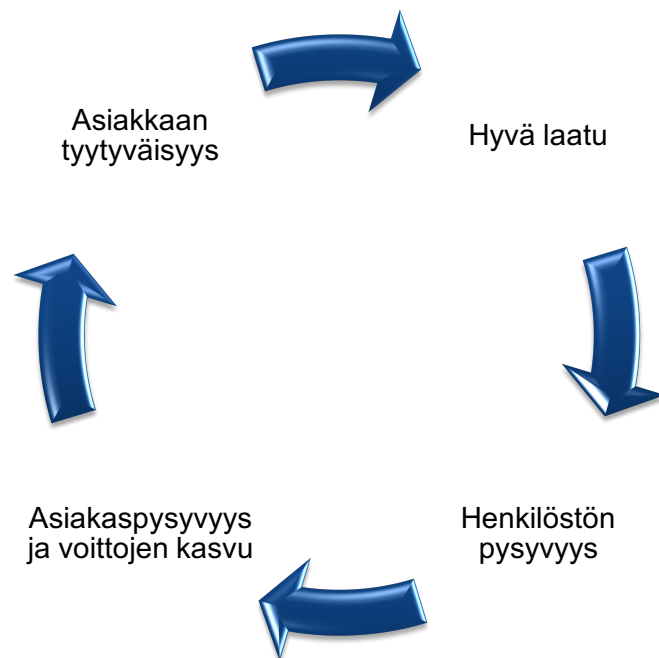 Asiakkaan
tyytyväisyys
Hyvä laatu
Henkilöstön
pysyvyys
Asiakaspysyvyys
ja voittojen kasvu